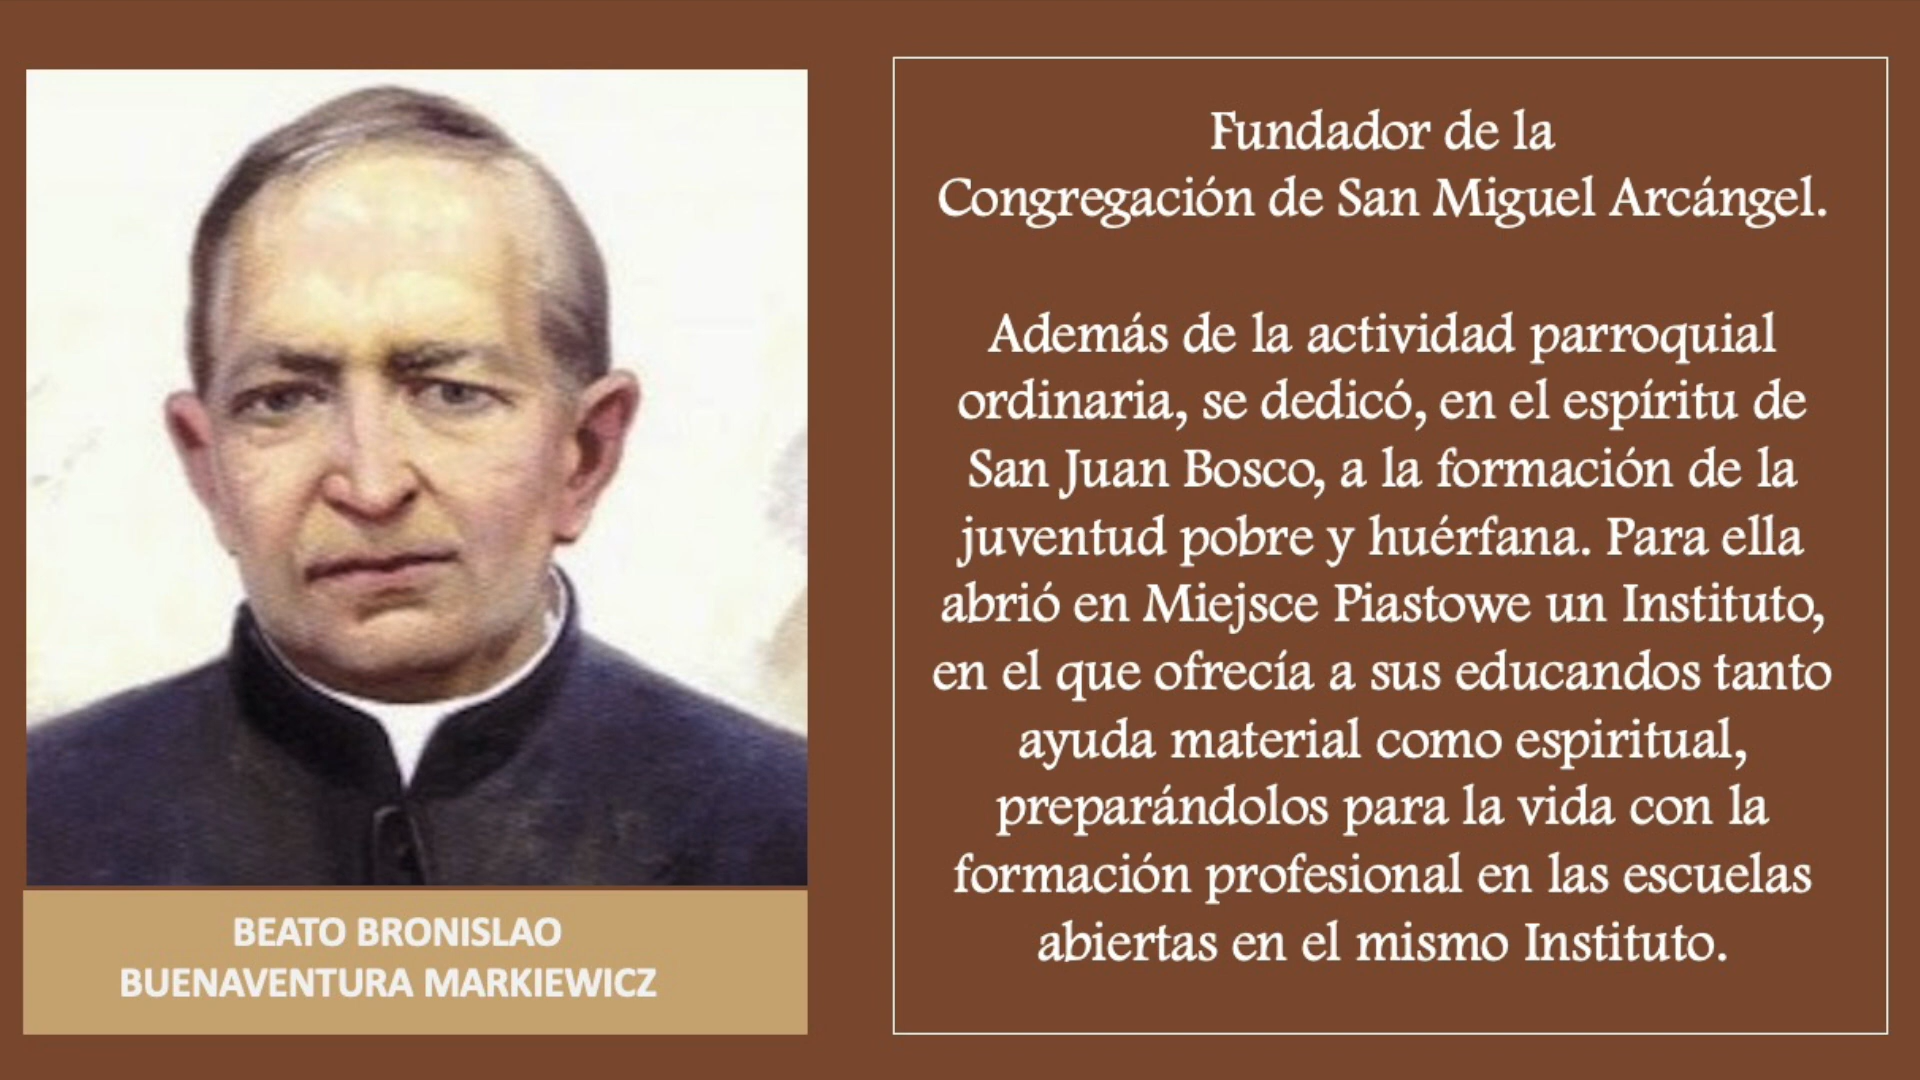 Fundador de la
Congregación de San Miguel Arcángel.
Además de la actividad parroquial
ordinaria, se dedicó, en el espíritu de
San Juan Bosco, a la formación de la
juventud pobre y huérfana. Para ella
abrió en Miejsce Piastowe un Instituto,
en el que ofrecía a sus educandos tanto
ayuda material como espiritual,
preparándolos para la vida con la
formación profesional en las escuelas
abiertas en el mismo Instituto.
BEATO BRONISLAO
BUENAVENTURA MARKIEWICZ